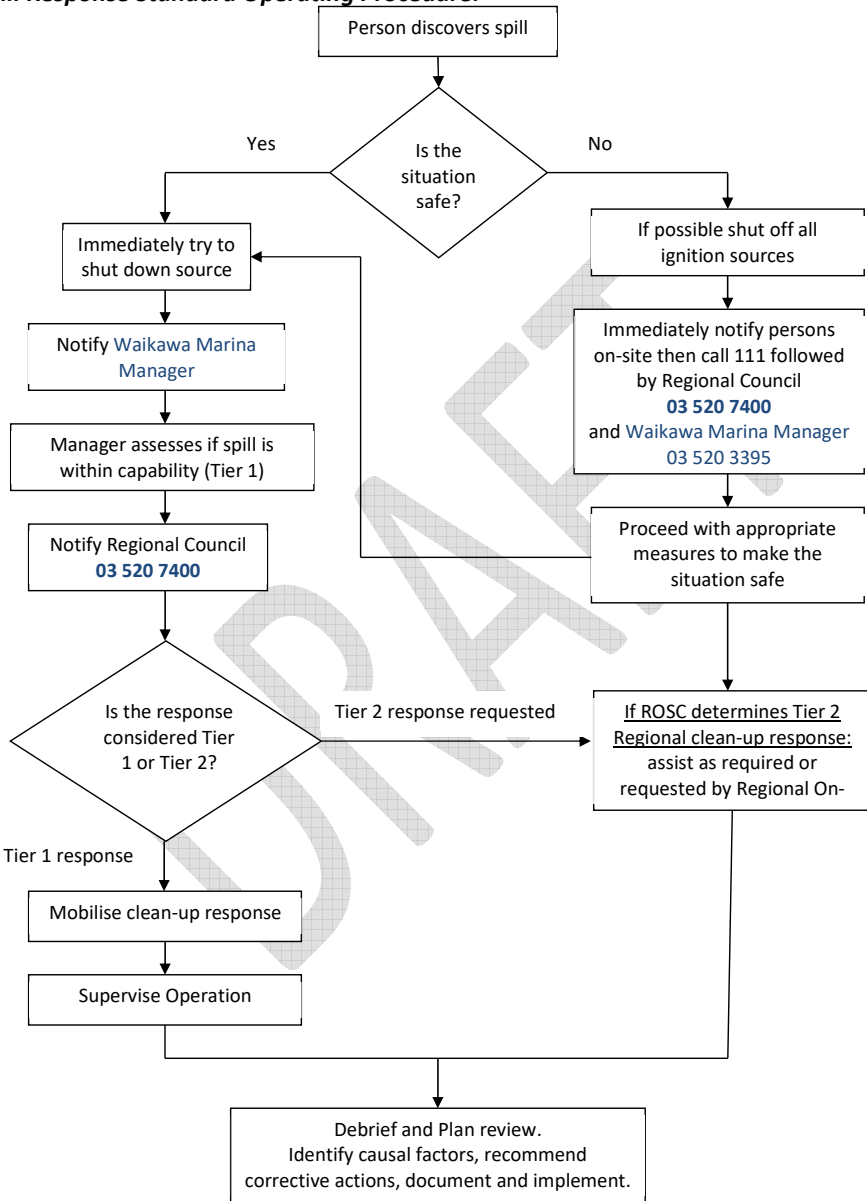 Response Standard Operating Procedure:
Person discovers spill
Is the
situation
safe?
Yes
No
Immediately try to
shut down source
If possible shut off all
ignition sources
Notify Waikawa Marina
Manager
Immediately notify persons
on-site then call 111 followed
by Regional Council
03 520 7400
and Waikawa Marina Manager
03 520 3395
Manager assesses if spill is
within capability (Tier 1)
Notify Regional Council
03 520 7400
Proceed with appropriate
measures to make the
situation safe
Is the response
considered Tier
1 or Tier 2?
Tier 2 response requested
If ROSC determines Tier 2
Regional clean-up response:
assist as required or
requested by Regional On-
Tier 1 response
Mobilise clean-up response
Supervise Operation
Debrief and Plan review.
Identify causal factors, recommend
corrective actions, document and implement.
DRAFT